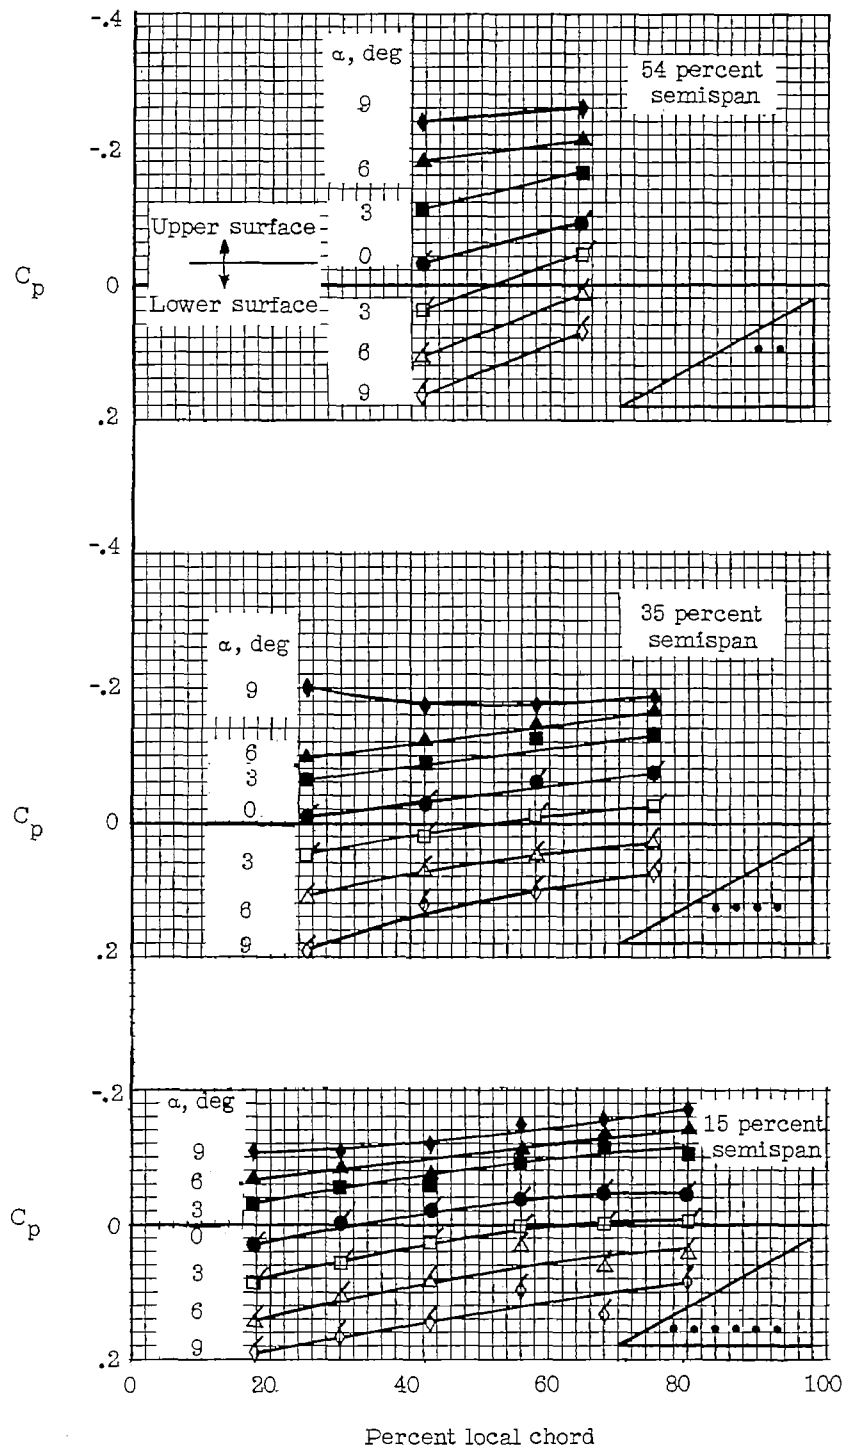 -.4
α, deg
54 percent
semispan
9
-.2
6
3
Upper surface
0
C_p
0
Lower surface
3
6
9
.2
-.4
35 percent
semispan
α, deg
-.2
9
6
3
0
C_p
0
3
6
9
.2
-.2
α, deg
15 percent
semispan
9
6
3
C_p
0
0
3
6
9
.2
0
20
40
60
80
100
Percent local chord